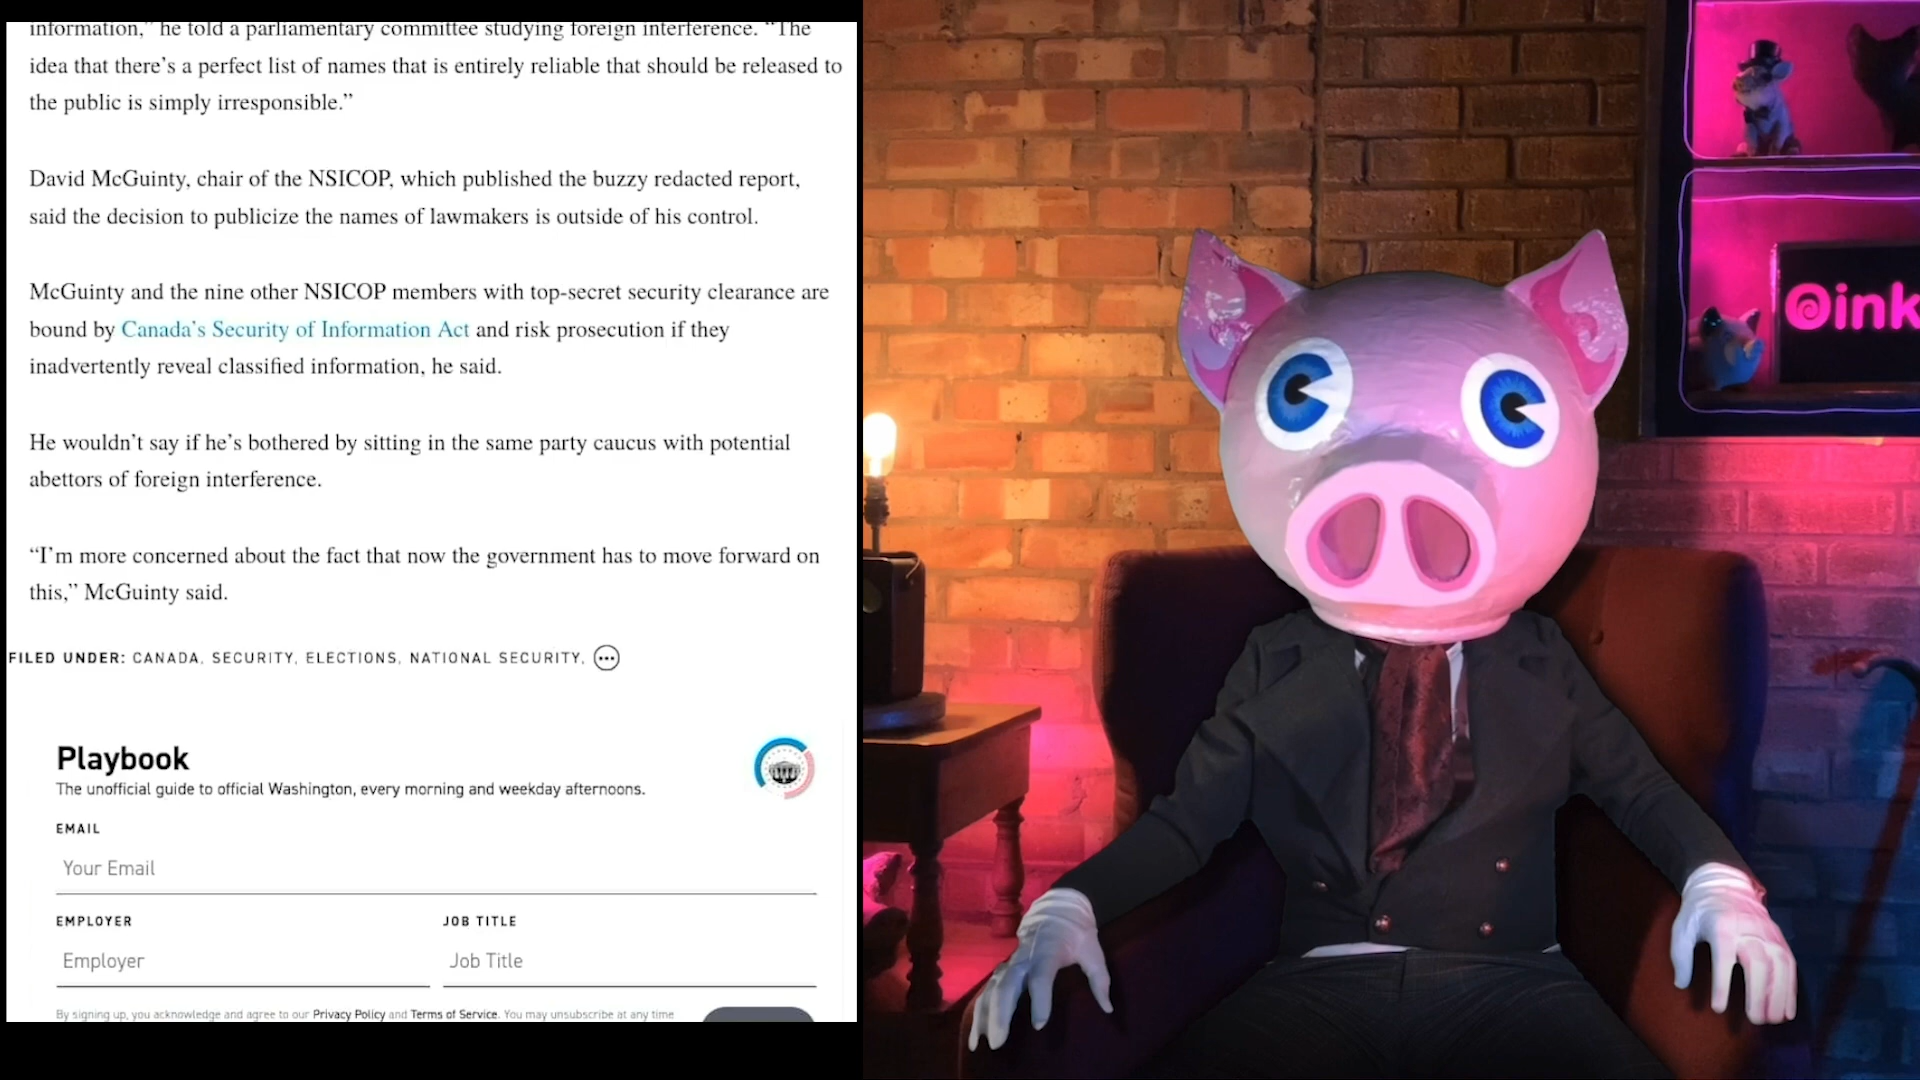 information,” he told a parliamentary committee studying foreign interference. “The
idea that there’s a perfect list of names that is entirely reliable that should be released to
the public is simply irresponsible.”
David McGuinty, chair of the NSICOP, which published the buzzy redacted report,
said the decision to publicize the names of lawmakers is outside of his control.
McGuinty and the nine other NSICOP members with top-secret security clearance are
bound by Canada’s Security of Information Act and risk prosecution if they
inadvertently reveal classified information, he said.
He wouldn’t say if he’s bothered by sitting in the same party caucus with potential
abettors of foreign interference.
“I’m more concerned about the fact that now the government has to move forward on
this,” McGuinty said.
FILED UNDER: CANADA, SECURITY, ELECTIONS, NATIONAL SECURITY,
Playbook
The unofficial guide to official Washington, every morning and weekday afternoons.
EMAIL
Your Email
EMPLOYER
JOB TITLE
Employer
Job Title
By signing up, you acknowledge and agree to our Privacy Policy and Terms of Service. You may unsubscribe at any time
Oink